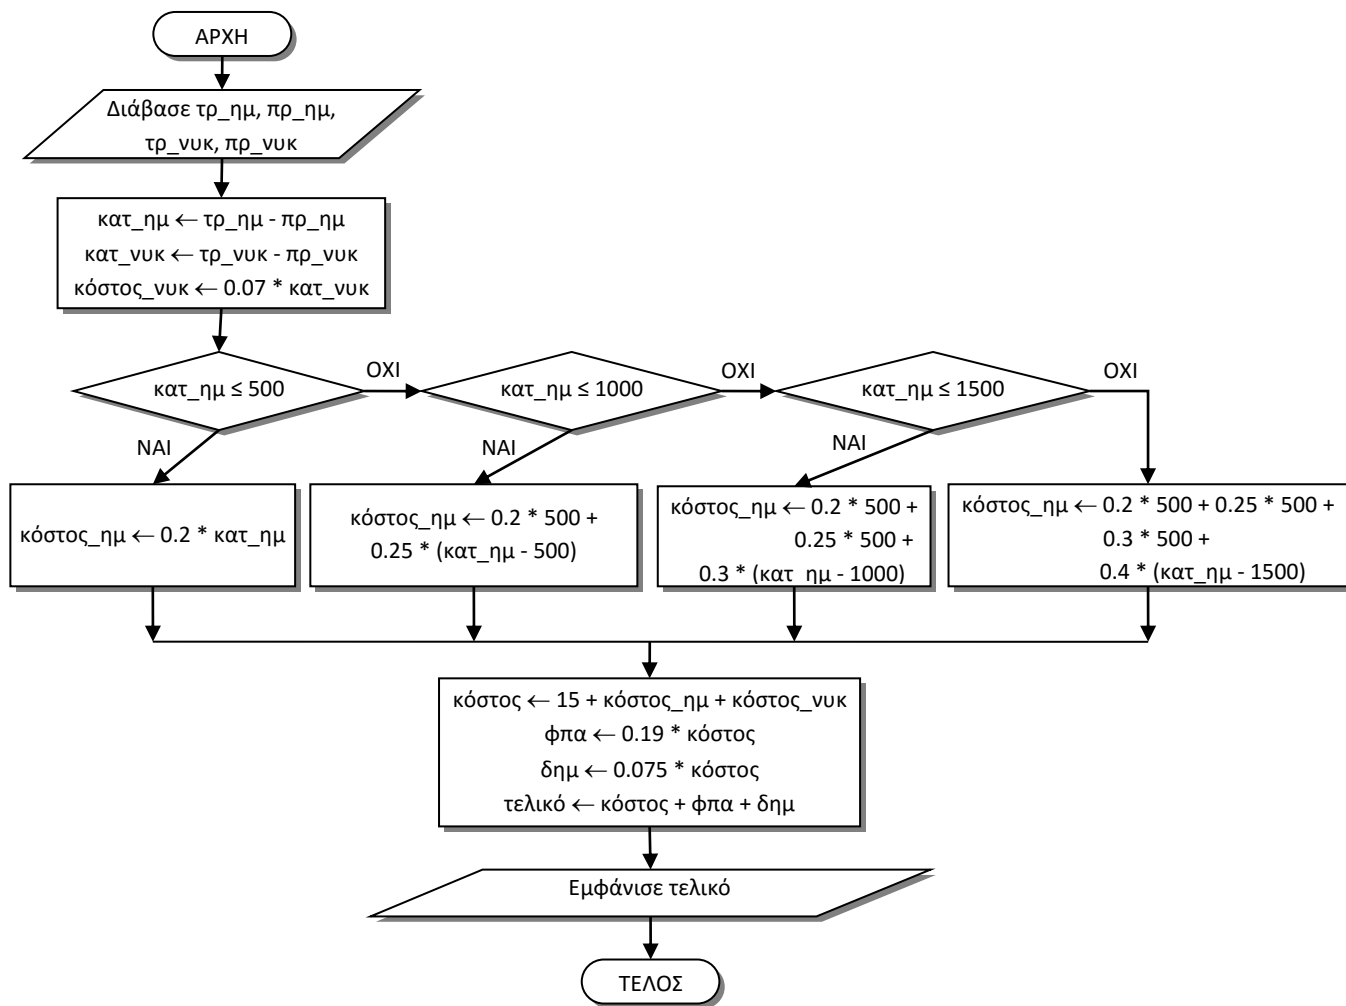 ΑΡΧΗ
Διάβασε τρ_ημ, πρ_ημ,
τρ_νυκ, πρ_νυκ
κατ_ημ ← τρ_ημ - πρ_ημ
κατ_νυκ ← τρ_νυκ - πρ_νυκ
κόστος_νυκ ← 0.07 * κατ_νυκ
κατ_ημ ≤ 500
ΟΧΙ
κατ_ημ ≤ 1000
ΟΧΙ
κατ_ημ ≤ 1500
ΟΧΙ
ΝΑΙ
ΝΑΙ
ΝΑΙ
κόστος_ημ ← 0.2 * κατ_ημ
κόστος_ημ ← 0.2 * 500 +
0.25 * (κατ_ημ - 500)
κόστος_ημ ← 0.2 * 500 +
0.25 * 500 +
0.3 * (κατ_ημ - 1000)
κόστος_ημ ← 0.2 * 500 + 0.25 * 500 +
0.3 * 500 +
0.4 * (κατ_ημ - 1500)
κόστος ← 15 + κόστος_ημ + κόστος_νυκ
φπα ← 0.19 * κόστος
δημ ← 0.075 * κόστος
τελικό ← κόστος + φπα + δημ
Εμφάνισε τελικό
ΤΕΛΟΣ